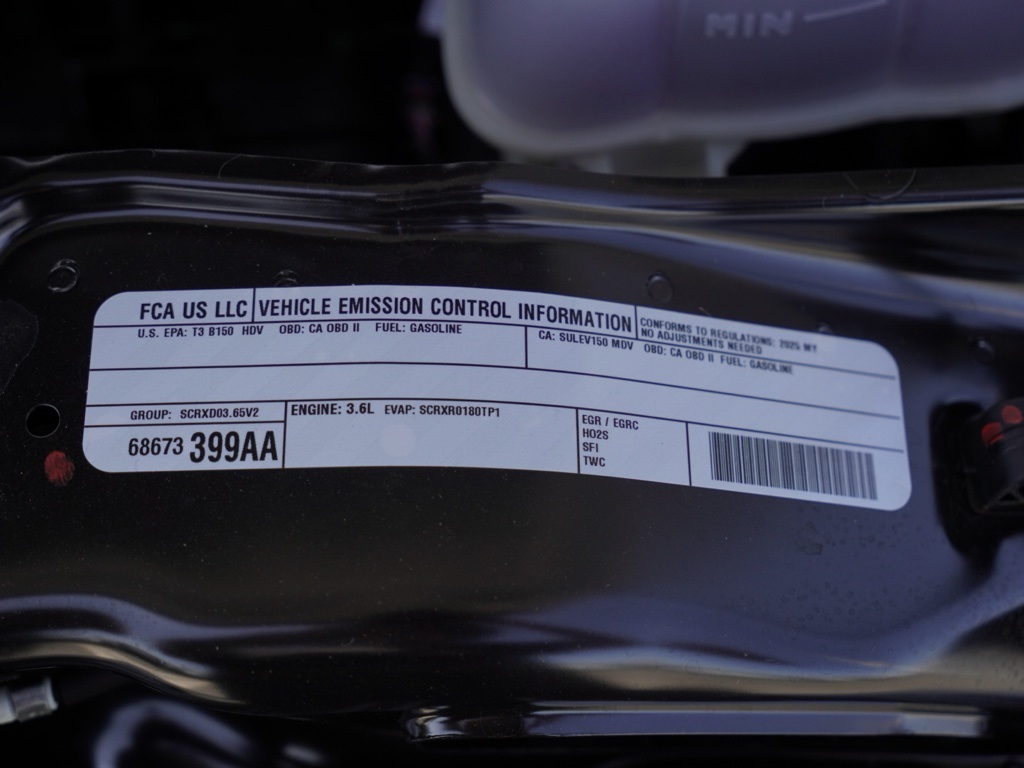 MIN
FCA US LLC VEHICLE EMISSION CONTROL INFORMATION
CONFORMS TO REGULATIONS: 2025 MY
NO ADJUSTMENTS NEEDED
U.S. EPA: T3 B150 HDV OBD: CA OBD II FUEL: GASOLINE
CA: SULEV150 MDV OBD: CA OBD II FUEL: GASOLINE
GROUP: SCRXD03.65V2
68673 399AA
ENGINE: 3.6L EVAP: SCRXR0180TP1
EGR / EGRC
HO2S
SFI
TWC